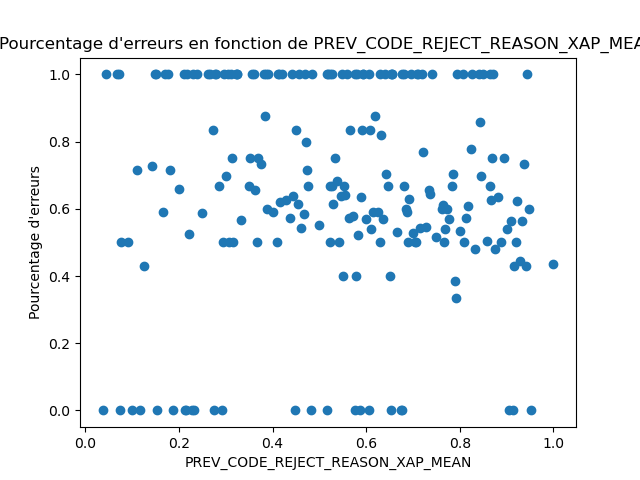 Pourcentage d'erreurs en fonction de PREV_CODE_REJECT_REASON_XAP_MEA
1.0
0.8
0.6
0.4
0.2
0.0
Pourcentage d'erreurs
0.0 0.2 0.4 0.6 0.8 1.0
PREV_CODE_REJECT_REASON_XAP_MEAN